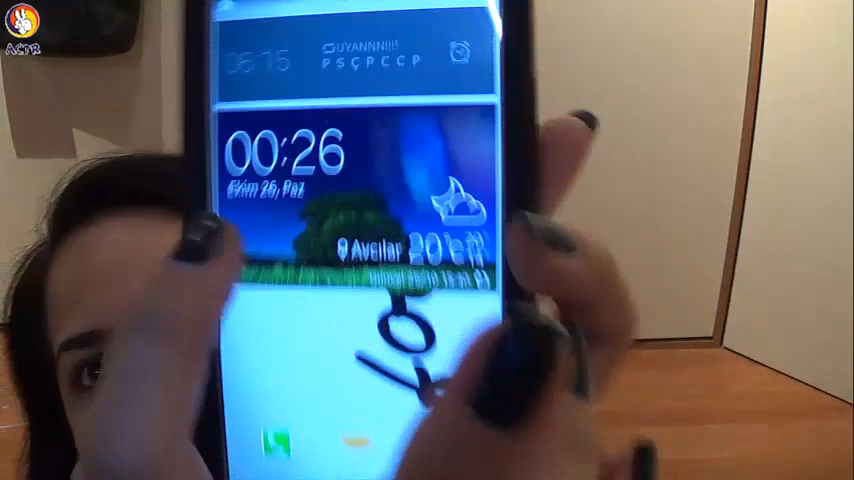 ACTR
06:15
UYANNN!!!!
P S Ç P C C P
00:26
Ekim 26, Paz
Avcılar